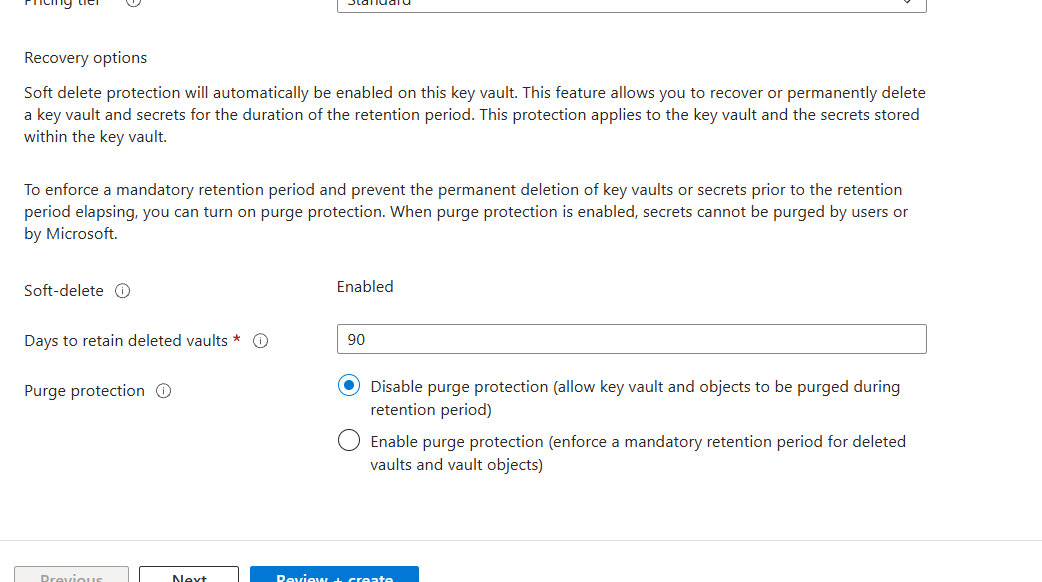 Pricing tier
Standard
Recovery options
Soft delete protection will automatically be enabled on this key vault. This feature allows you to recover or permanently delete
a key vault and secrets for the duration of the retention period. This protection applies to the key vault and the secrets stored
within the key vault.
To enforce a mandatory retention period and prevent the permanent deletion of key vaults or secrets prior to the retention
period elapsing, you can turn on purge protection. When purge protection is enabled, secrets cannot be purged by users or
by Microsoft.
Soft-delete
Enabled
Days to retain deleted vaults *
90
Purge protection
Disable purge protection (allow key vault and objects to be purged during
retention period)
Enable purge protection (enforce a mandatory retention period for deleted
vaults and vault objects)
Previous
Next
Review + create